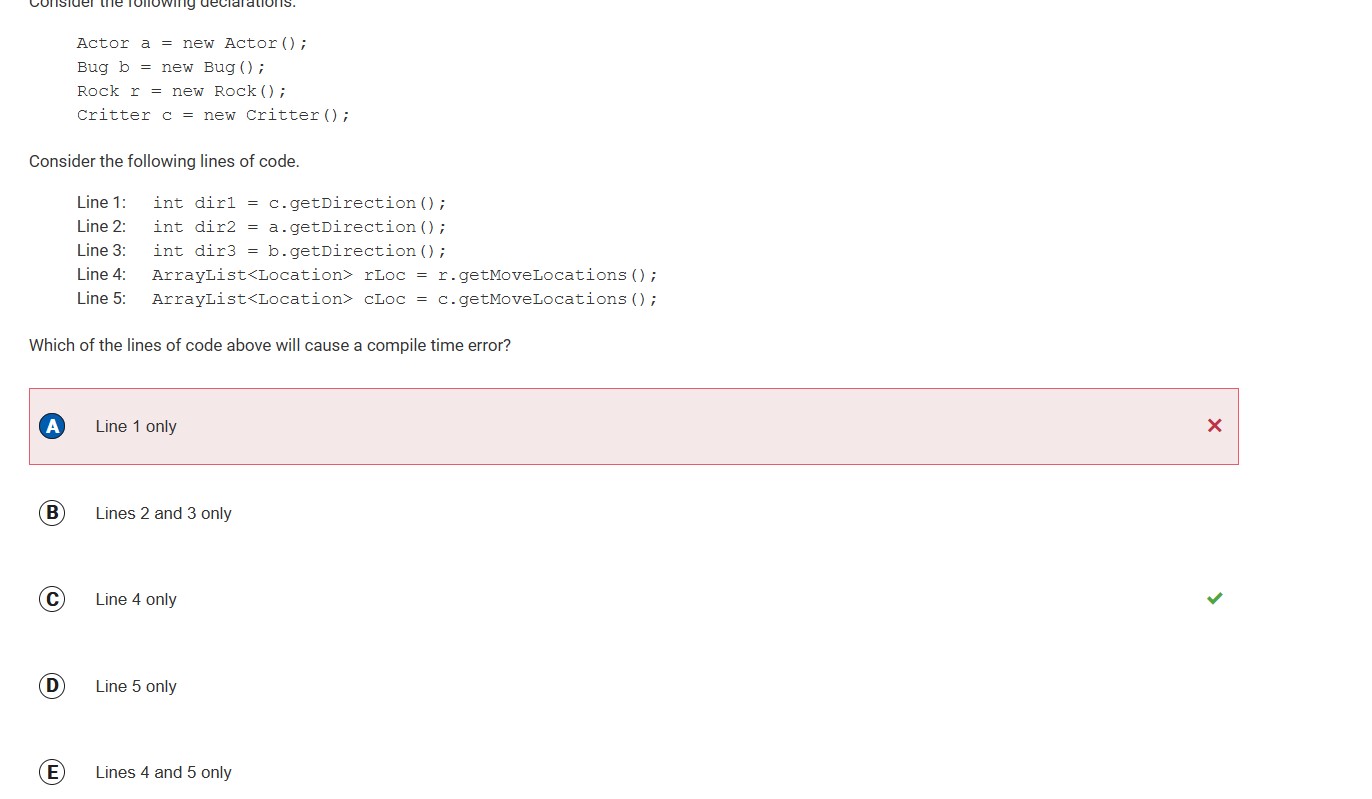 Consider the following declarations.
Actor a = new Actor();
Bug b = new Bug();
Rock r = new Rock();
Critter c = new Critter();
Consider the following lines of code.
Line 1: int dir1 = c.getDirection();
Line 2: int dir2 = a.getDirection();
Line 3: int dir3 = b.getDirection();
Line 4: ArrayList<Location> rLoc = r.getMoveLocations();
Line 5: ArrayList<Location> cLoc = c.getMoveLocations();
Which of the lines of code above will cause a compile time error?
A Line 1 only
B Lines 2 and 3 only
C Line 4 only
D Line 5 only
E Lines 4 and 5 only